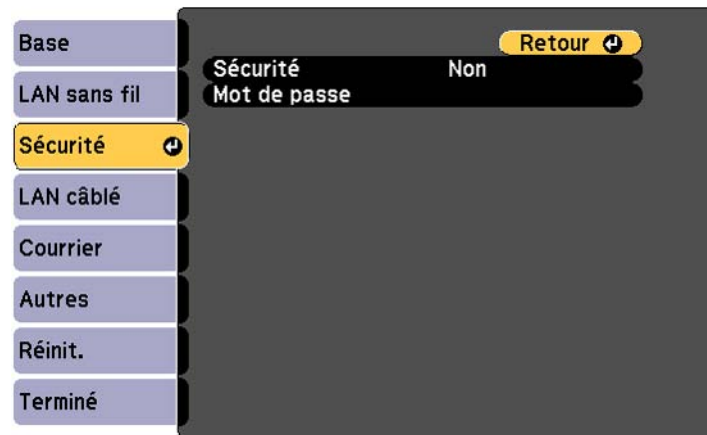 Base
LAN sans fil
Sécurité
LAN câblé
Courrier
Autres
Réinit.
Terminé
Retour
Sécurité Non
Mot de passe